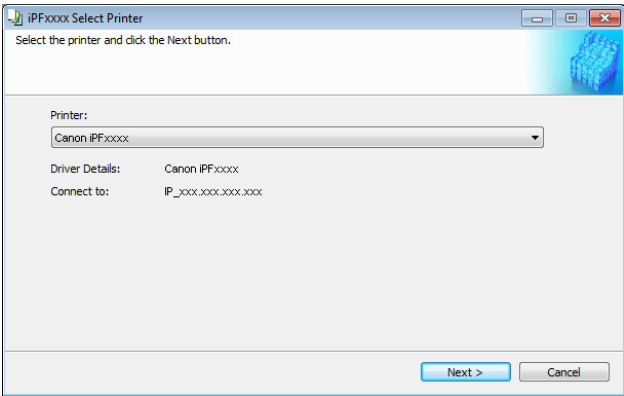 iPFxxxx Select Printer
Select the printer and click the Next button.
Printer:
Canon iPFxxxx
Driver Details: Canon iPFxxxx
Connect to: IP_xxx.xxx.xxx.xxx
Next > Cancel